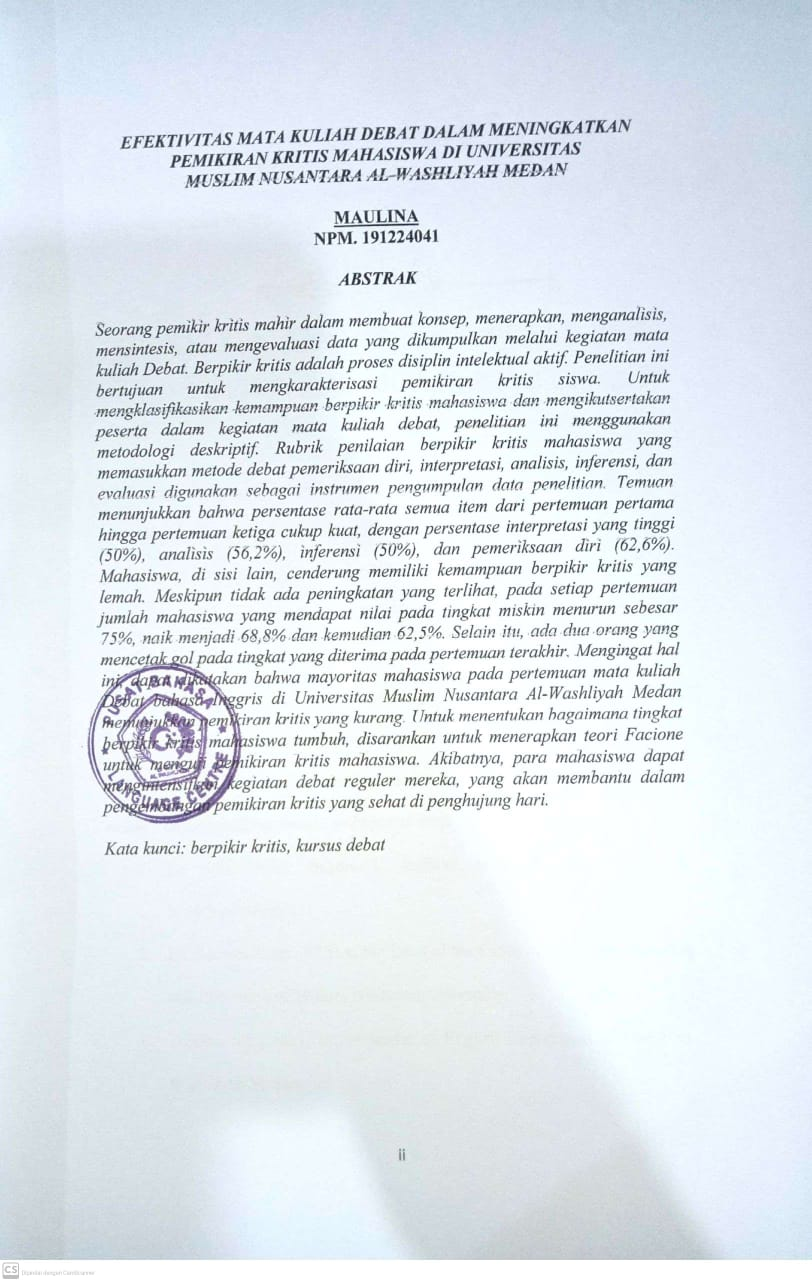 EFEKTIVITAS MATA KULIAH DEBAT DALAM MENINGKATKAN
PEMIKIRAN KRITIS MAHASISWA DI UNIVERSITAS
MUSLIM NUSANTARA AL-WASHLIYAH MEDAN
MAULINA
NPM. 191224041
ABSTRAK
Seorang pemikir kritis mahir dalam membuat konsep, menerapkan, menganalisis,
mensintesis, atau mengevaluasi data yang dikumpulkan melalui kegiatan mata
kuliah Debat. Berpikir kritis adalah proses disiplin intelektual aktif. Penelitian ini
bertujuan untuk mengkarakterisasi pemikiran kritis siswa. Untuk
mengklasifikasikan kemampuan berpikir kritis mahasiswa dan mengikutsertakan
peserta dalam kegiatan mata kuliah debat, penelitian ini menggunakan
metodologi deskriptif. Rubrik penilaian berpikir kritis mahasiswa yang
memasukkan metode debat pemeriksaan diri, interpretasi, analisis, inferensi, dan
evaluasi digunakan sebagai instrumen pengumpulan data penelitian. Temuan
menunjukkan bahwa persentase rata-rata semua item dari pertemuan pertama
hingga pertemuan ketiga cukup kuat, dengan persentase interpretasi yang tinggi
(50%), analisis (56,2%), inferensi (50%), dan pemeriksaan diri (62,6%).
Mahasiswa, di sisi lain, cenderung memiliki kemampuan berpikir kritis yang
lemah. Meskipun tidak ada peningkatan yang terlihat, pada setiap pertemuan
jumlah mahasiswa yang mendapat nilai pada tingkat miskin menurun sebesar
75%, naik menjadi 68,8% dan kemudian 62,5%. Selain itu, ada dua orang yang
mencetak gol pada tingkat yang diterima pada pertemuan terakhir. Mengingat hal
ini, dapat dikatakan bahwa mayoritas mahasiswa pada pertemuan mata kuliah
Debat bahasa Inggris di Universitas Muslim Nusantara Al-Washliyah Medan
menunjukkan pemikiran kritis yang kurang. Untuk menentukan bagaimana tingkat
berpikir kritis mahasiswa tumbuh, disarankan untuk menerapkan teori Facione
untuk menguji pemikiran kritis mahasiswa. Akibatnya, para mahasiswa dapat
mengintensifkan kegiatan debat reguler mereka, yang akan membantu dalam
pengembangan pemikiran kritis yang sehat di penghujung hari.
PUSAT BAHASA
LANGUAGE CENTRE
Kata kunci: berpikir kritis, kursus debat
ii
CS Dipindai dengan CamScanner